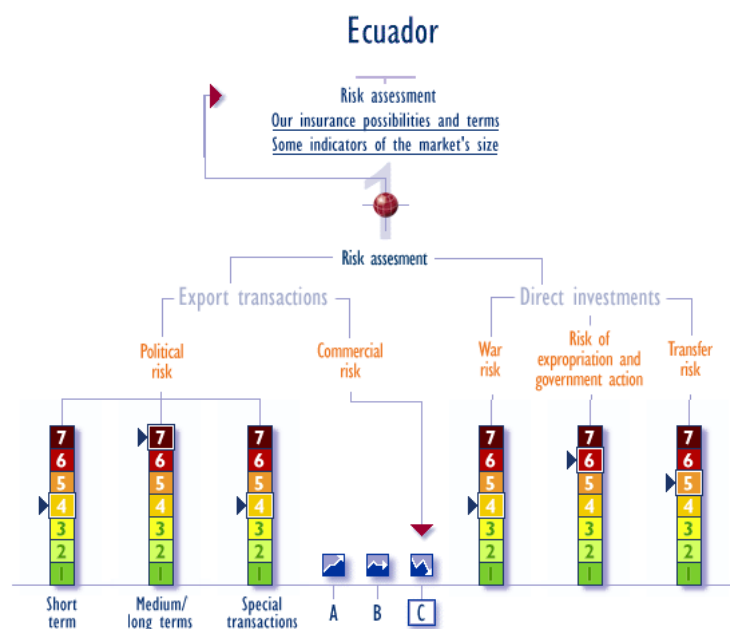 Ecuador
Risk assessment
Our insurance possibilities and terms
Some indicators of the market's size
1
Risk assesment
Export transactions
Direct investments
Political
risk
Commercial
risk
War
risk
Risk of
expropriation and
government action
Transfer
risk
7 7 7 7 7 7
6 6 6 6 6 6
5 5 5 5 5 5
4 4 4 4 4 4
3 3 3 3 3 3
2 2 2 2 2 2
1 1 1 1 1 1
Short
term
Medium/
long terms
Special
transactions
A B C